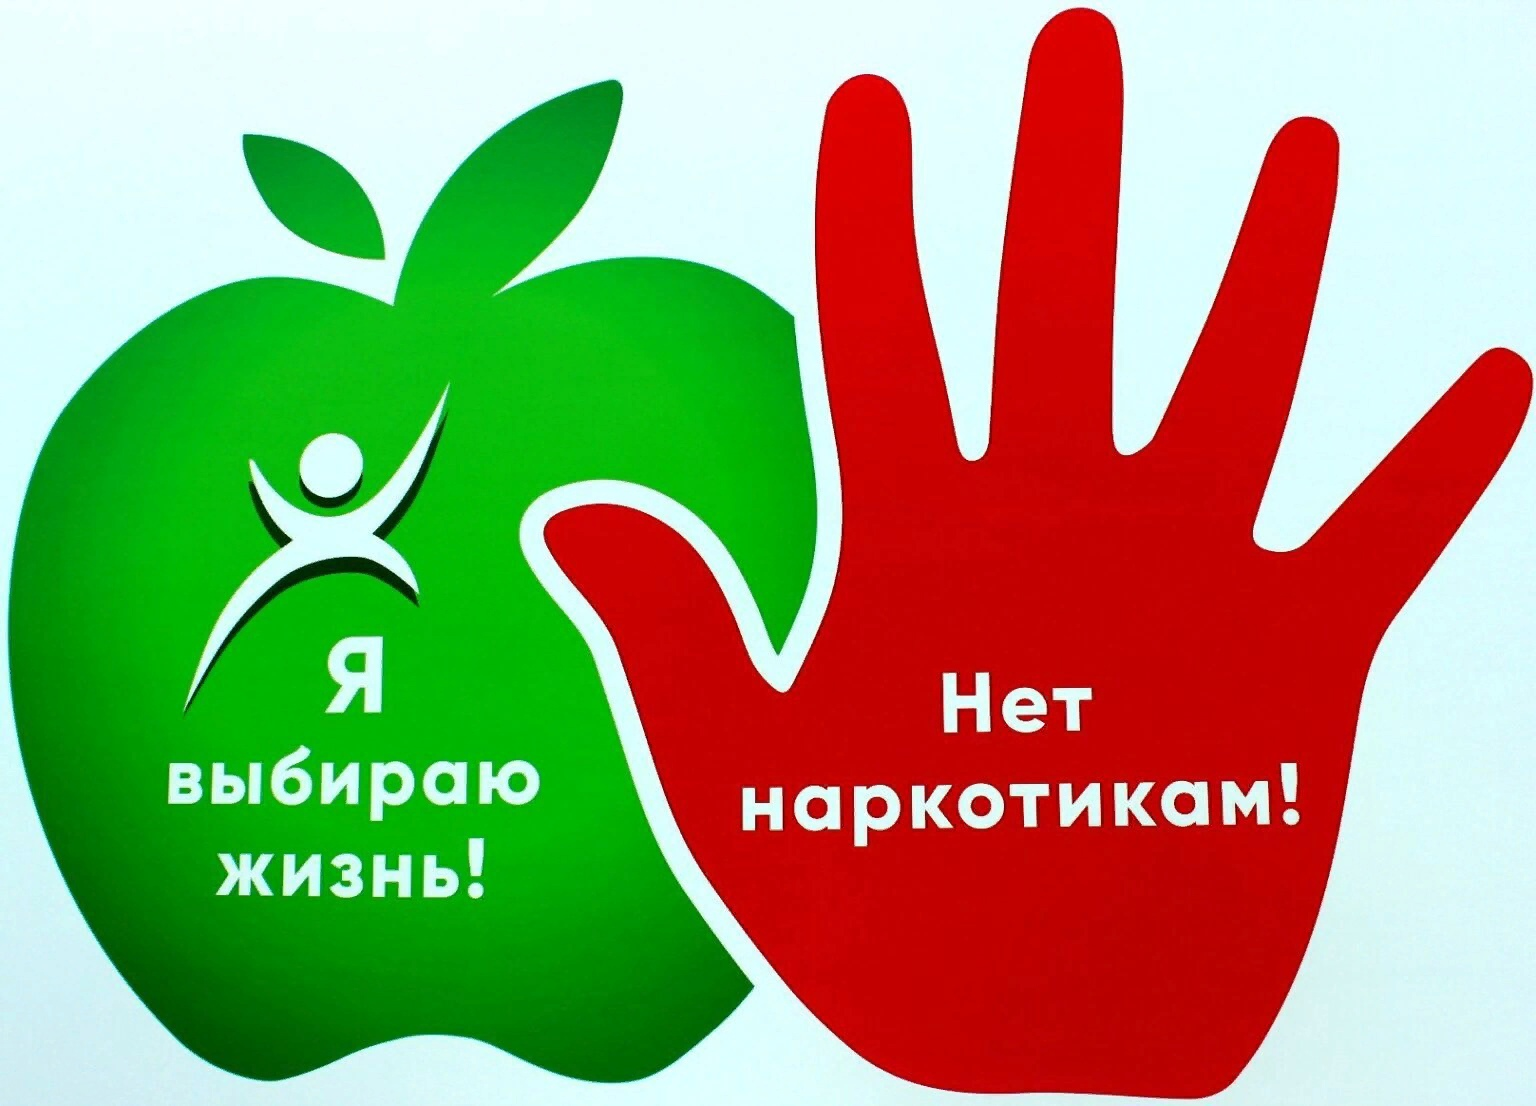 Я
выбираю
жизнь!
Нет
наркотикам!